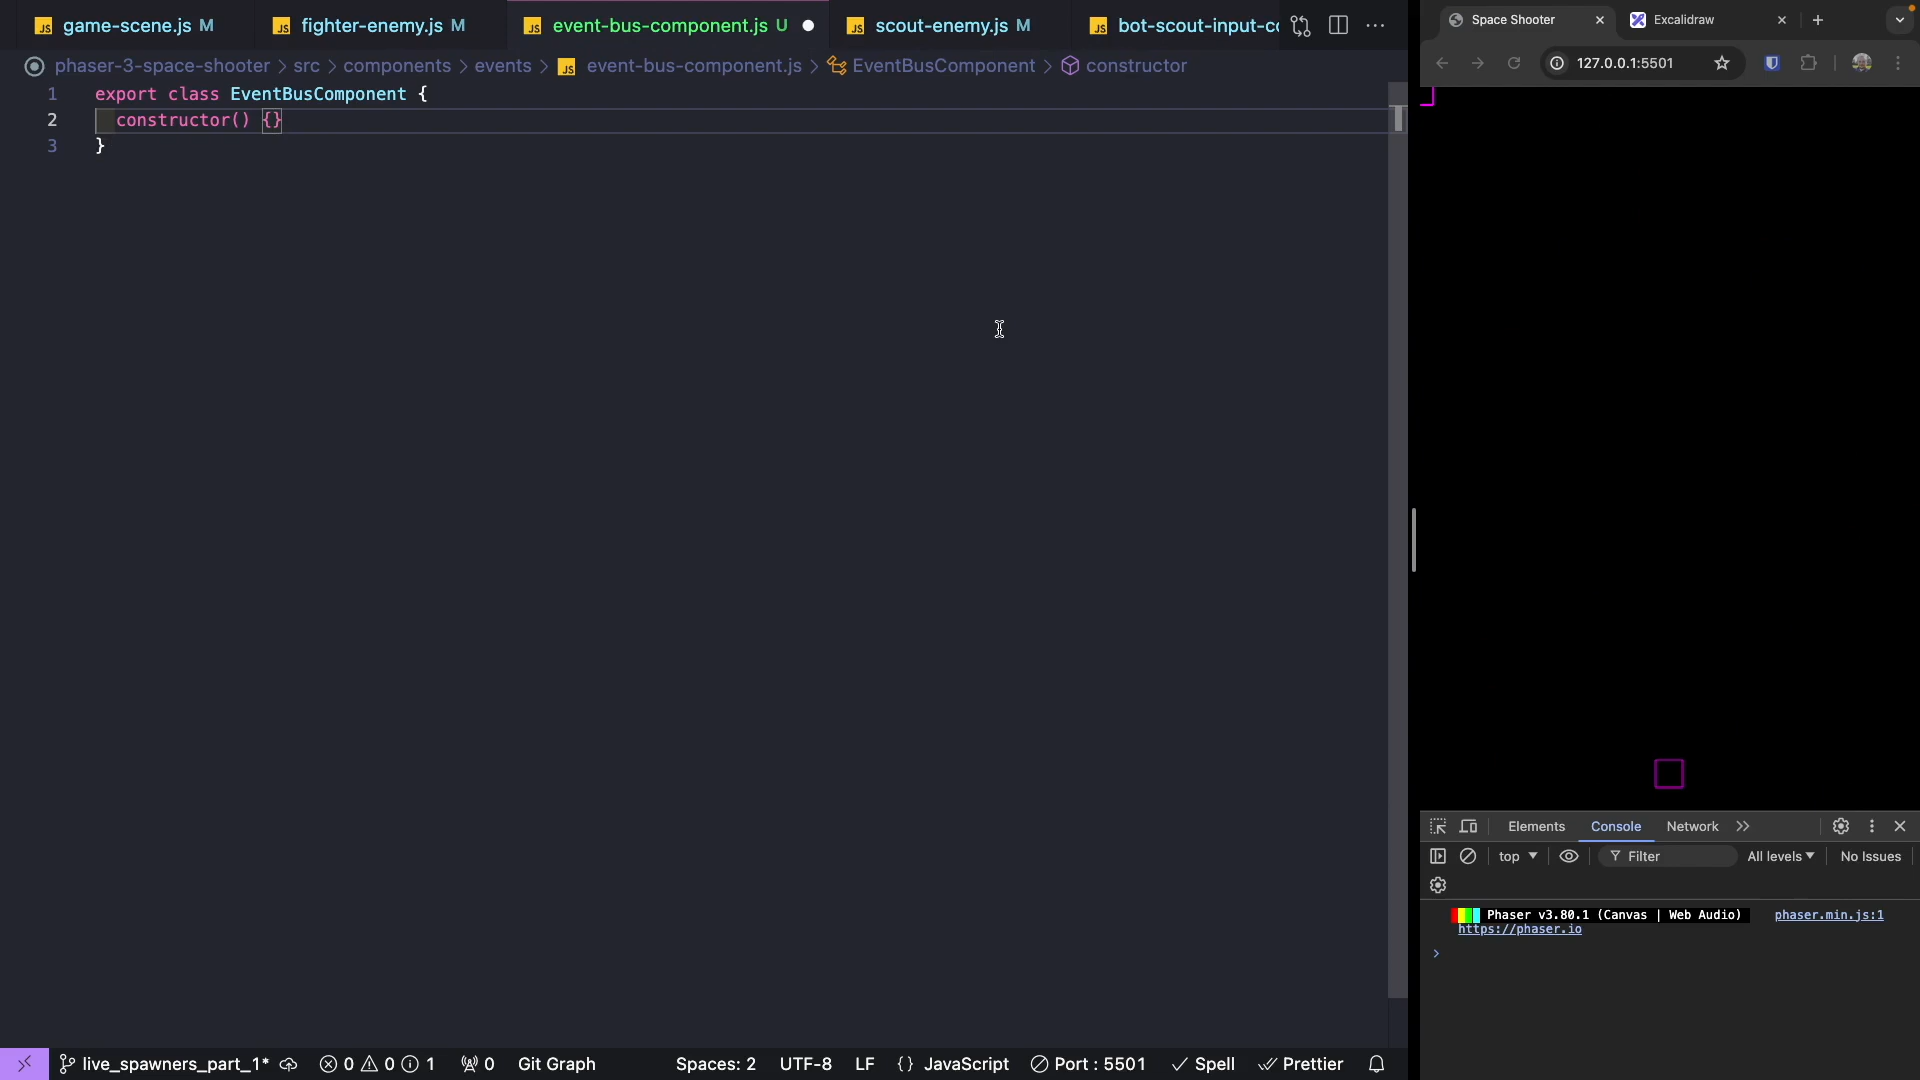 game-scene.js M
fighter-enemy.js M
event-bus-component.js U
scout-enemy.js M
bot-scout-input-co
phaser-3-space-shooter > src > components > events > event-bus-component.js > EventBusComponent > constructor
1 export class EventBusComponent {
2 constructor() {}
3 }
live_spawners_part_1*
0 0 1
0
Git Graph
Spaces: 2
UTF-8
LF
{} JavaScript
Port : 5501
Spell
Prettier
Space Shooter
Excalidraw
127.0.0.1:5501
Elements
Console
Network
top
Filter
All levels
No Issues
Phaser v3.80.1 (Canvas | Web Audio)
phaser.min.js:1
https://phaser.io